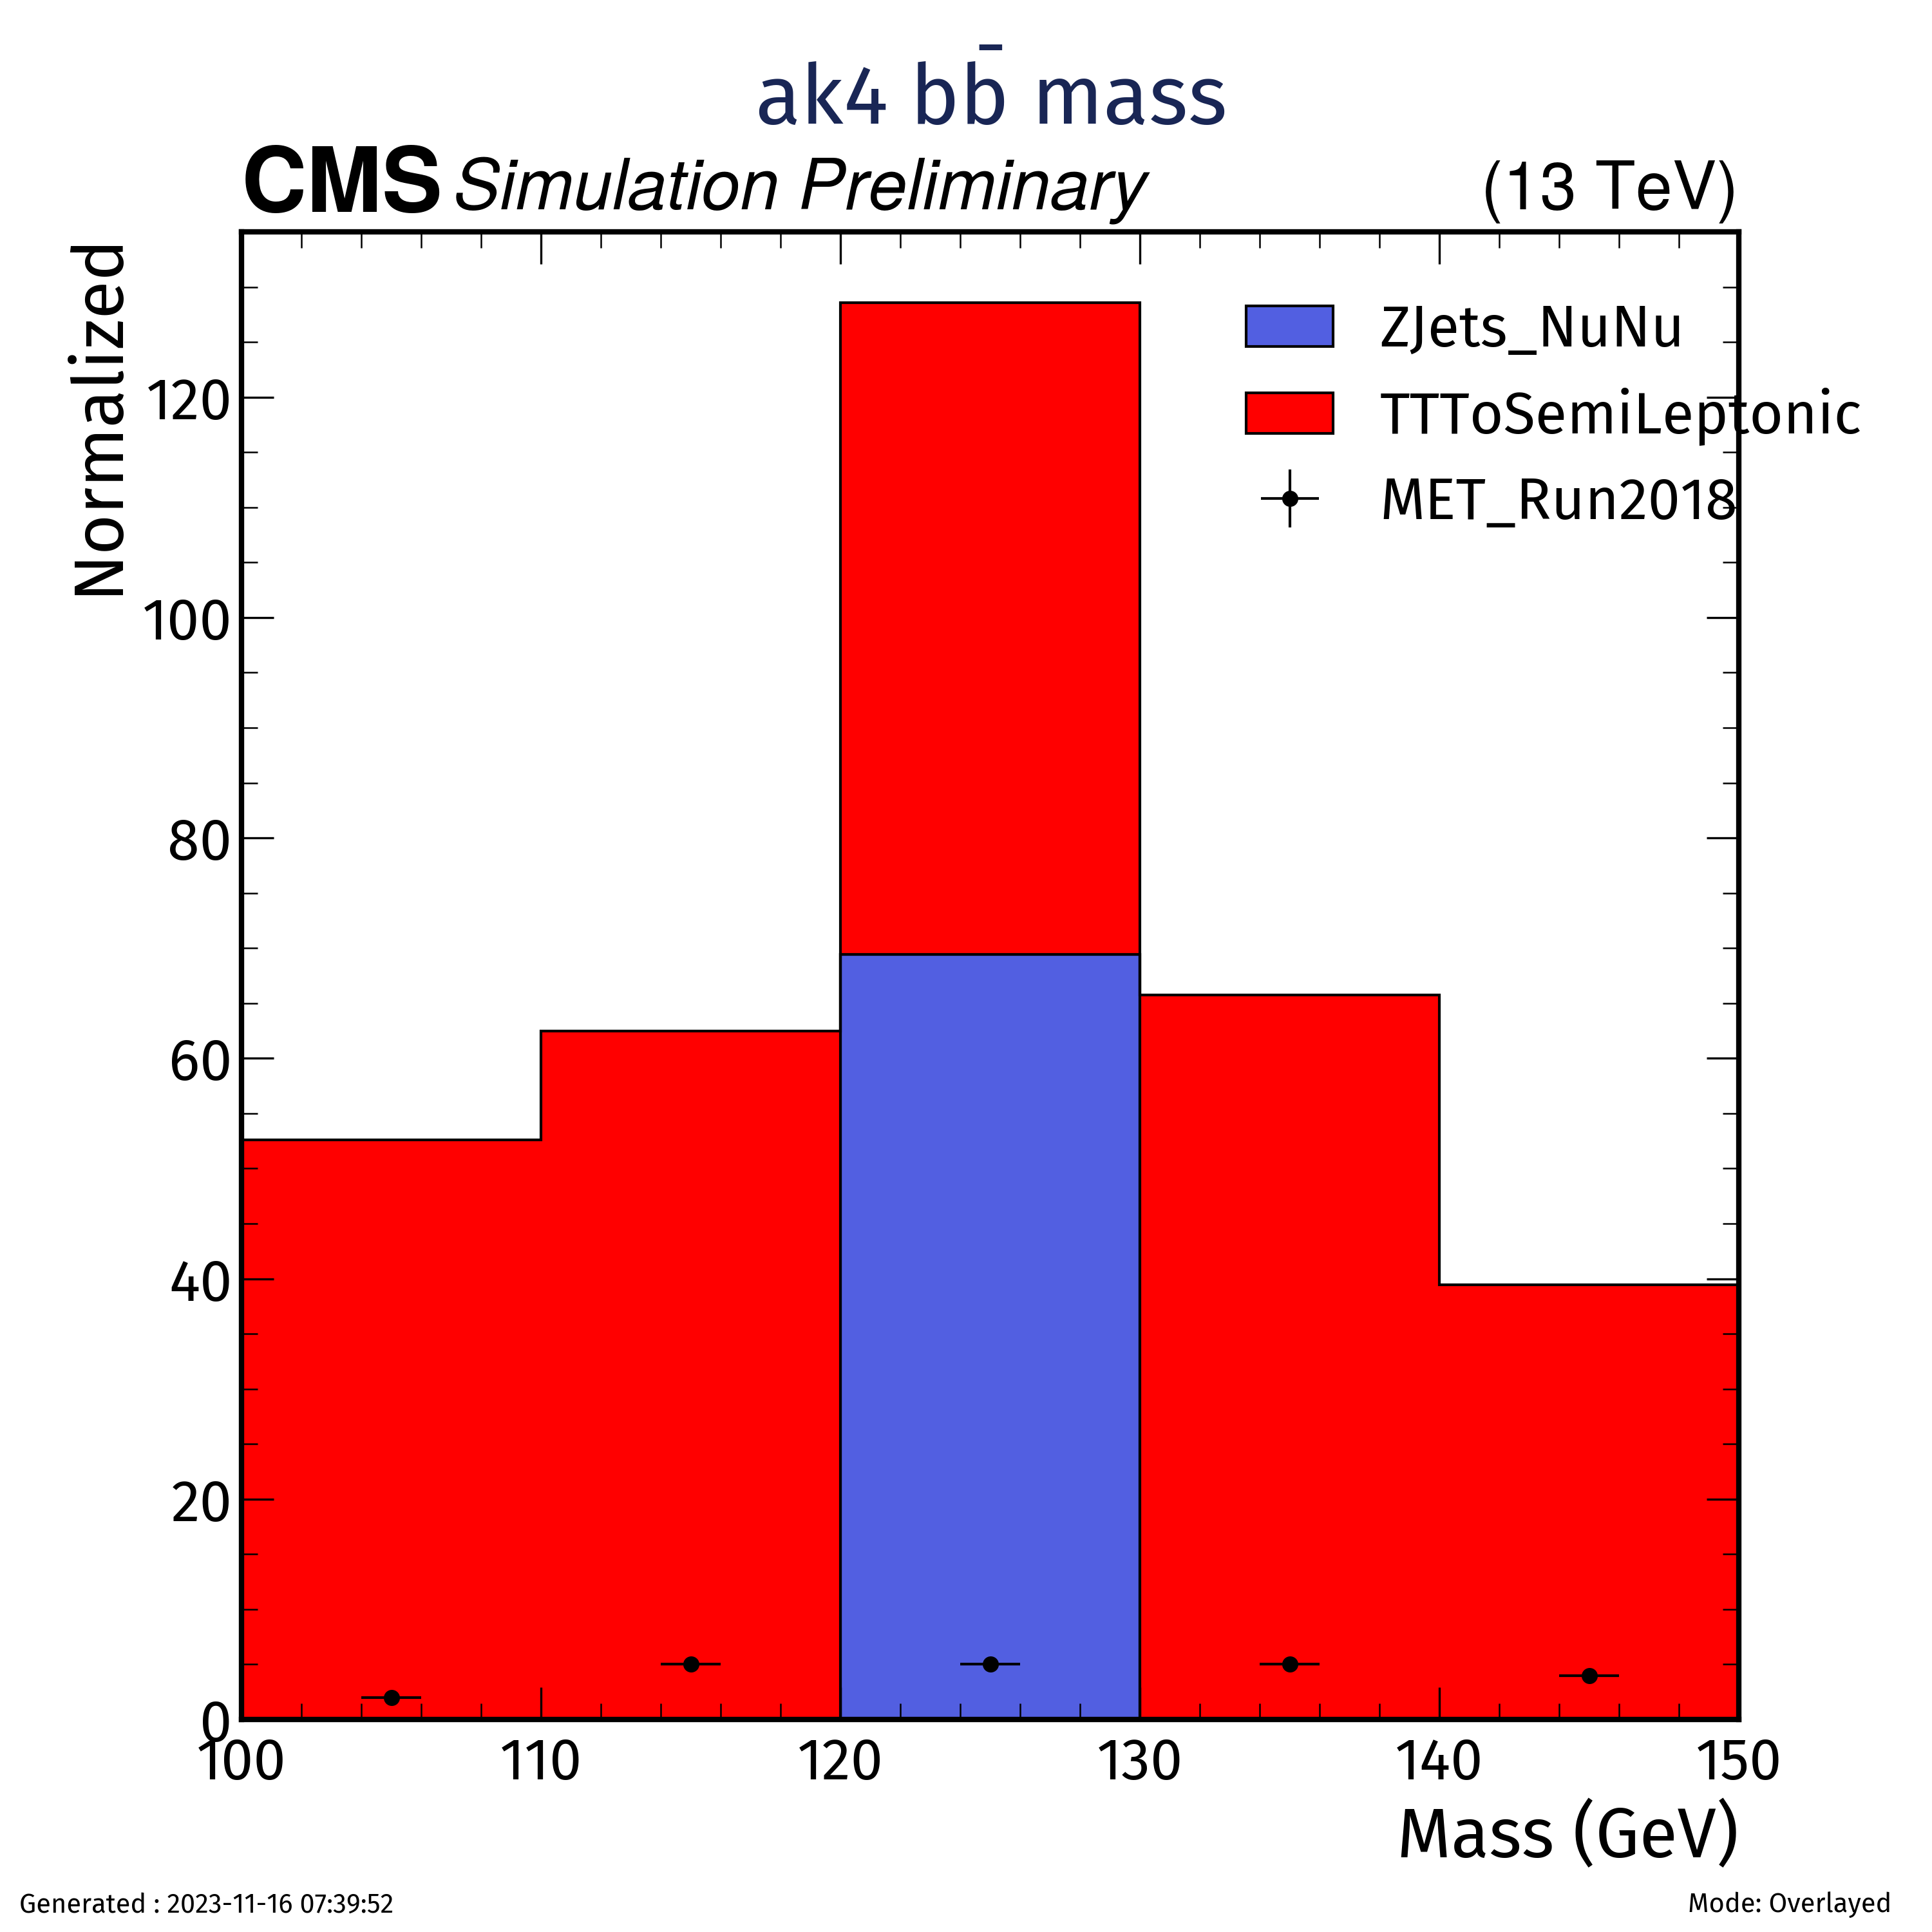 ak4 bb̄ mass
CMS Simulation Preliminary (13 TeV)
Normalized
ZJets_NuNu
TTToSemiLeptonic
MET_Run2018
120
100
80
60
40
20
0
100 110 120 130 140 150
Mass (GeV)
Generated : 2023-11-16 07:39:52
Mode: Overlayed